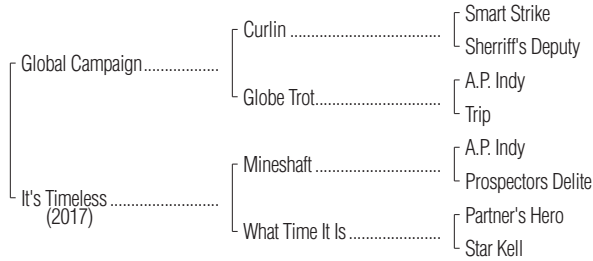 Smart Strike
Curlin
Sherriff's Deputy
Global Campaign
A.P. Indy
Globe Trot
Trip
A.P. Indy
Mineshaft
Prospectors Delite
It's Timeless
(2017)
Partner's Hero
What Time It Is
Star Kell